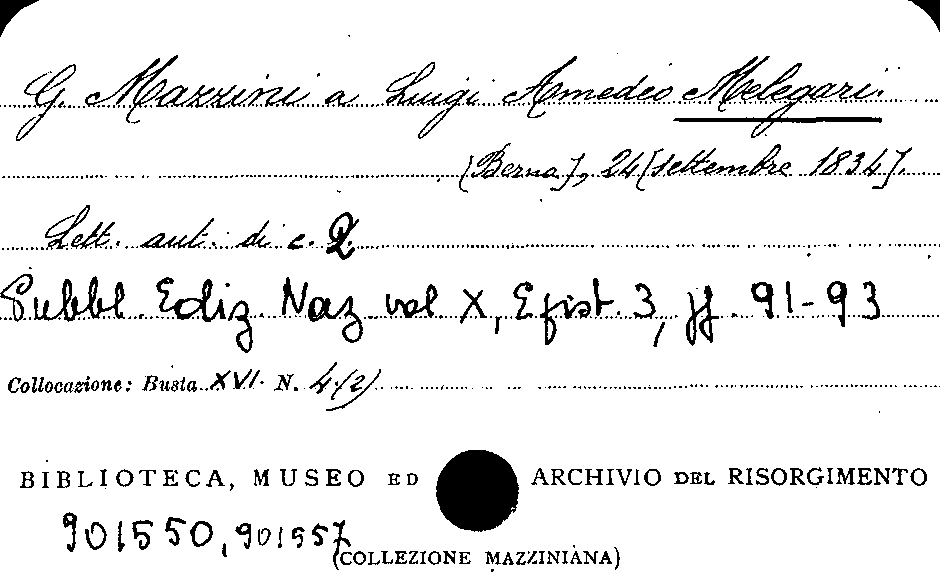 G. Mazzini a Luigi Amedeo Melegari.
[Berna], 24 [settembre 1834].
Lett. aut. di c. 2.
Pubbl. Ediz. Naz. vol X, Epist. 3, pp. 91-93
Collocazione: Busta XVI. N. 4(2)
BIBLIOTECA, MUSEO ED ARCHIVIO DEL RISORGIMENTO
901550, 901557
(COLLEZIONE MAZZINIANA)